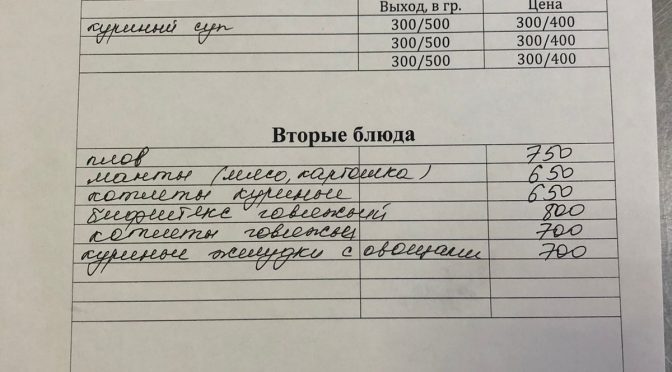 Выход, в гр. Цена
куриный суп 300/500 300/400
300/500 300/400
300/500 300/400
Вторые блюда
плов 750
манты (мясо, картошка) 650
котлеты куриные 650
бифштекс говяжий 800
котлеты говяжьи 700
куриные желудки с овощами 700